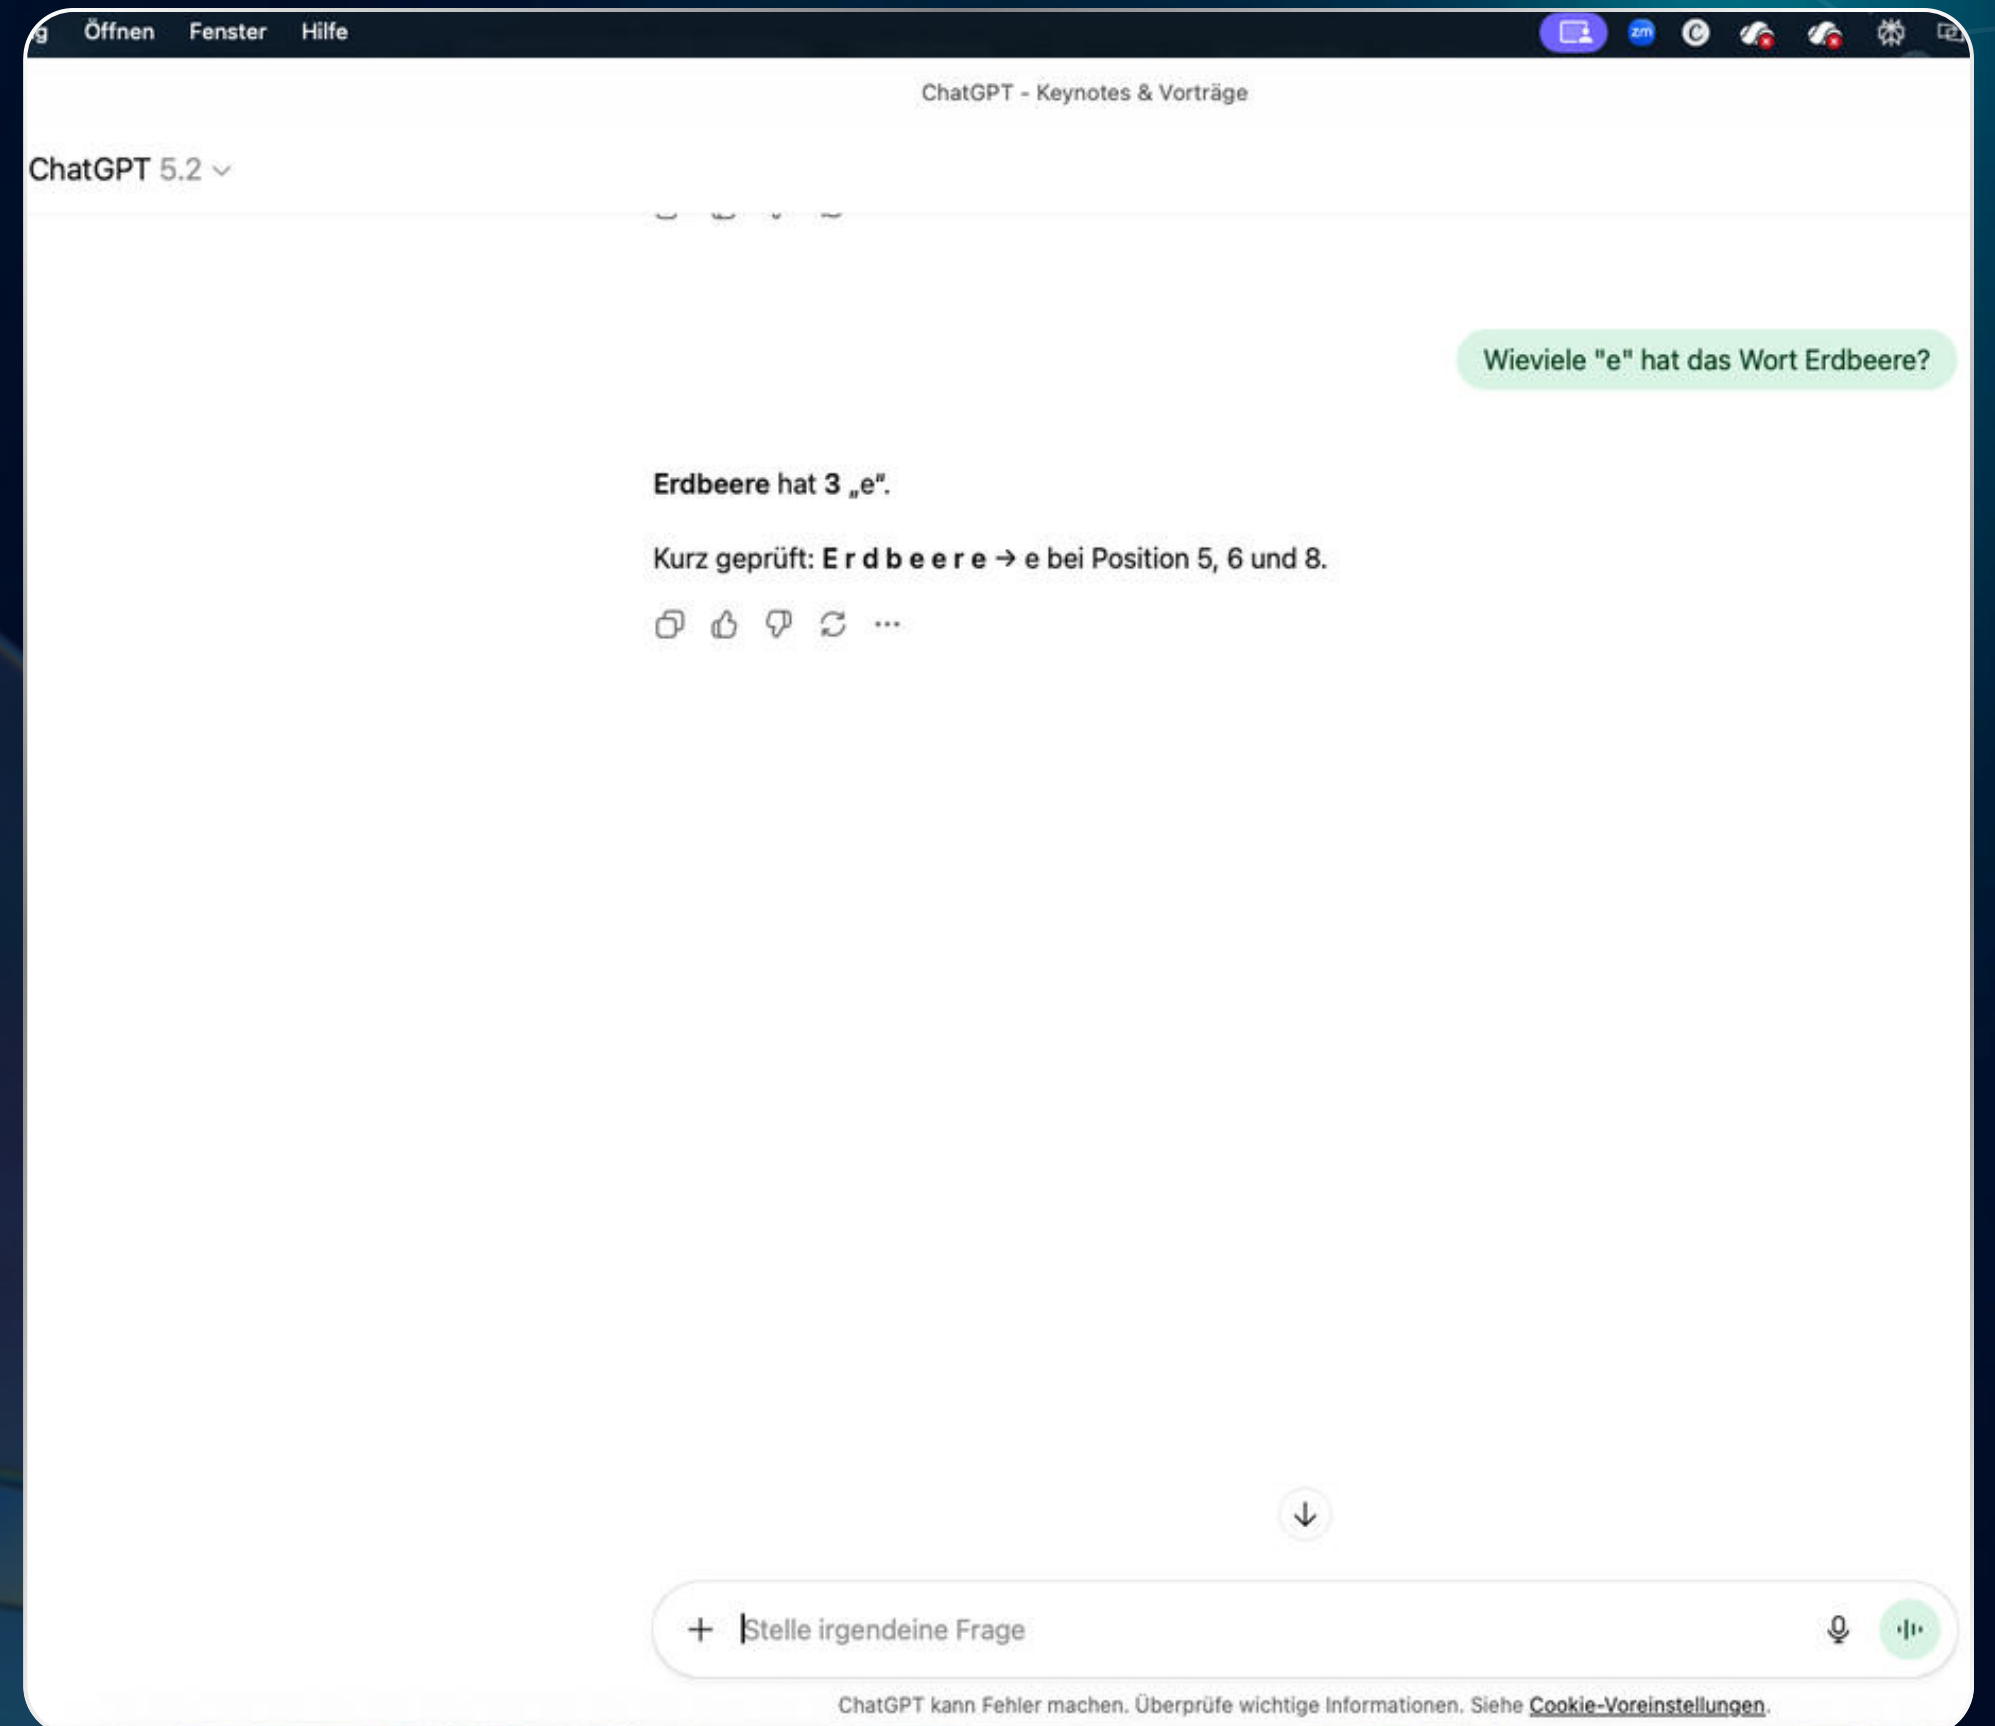 Öffnen Fenster Hilfe
zm
ChatGPT - Keynotes & Vorträge
ChatGPT 5.2
Wieviele "e" hat das Wort Erdbeere?
Erdbeere hat 3 „e“.
Kurz geprüft: E r d b e e r e → e bei Position 5, 6 und 8.
Stelle irgendeine Frage
ChatGPT kann Fehler machen. Überprüfe wichtige Informationen. Siehe Cookie-Voreinstellungen.